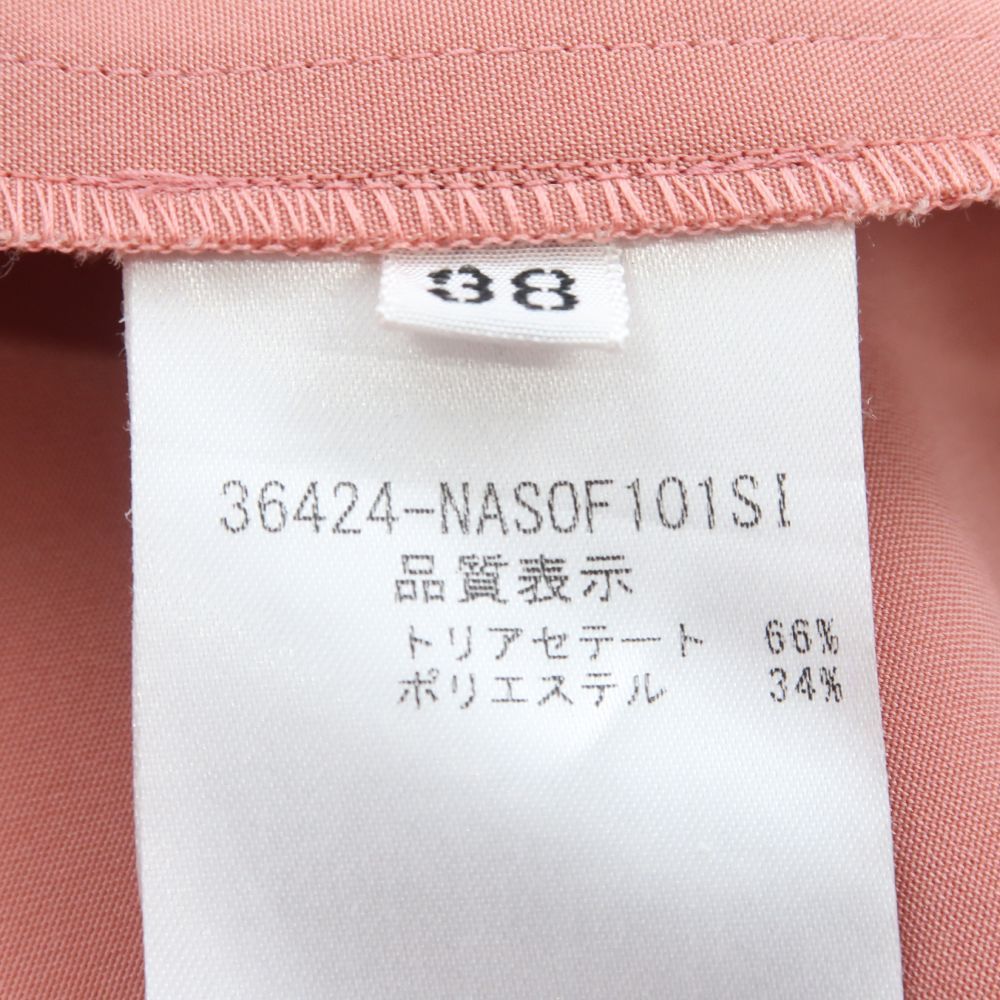 38
36424-NASOF101SI
品質表示
トリアセテート 66%
ポリエステル 34%